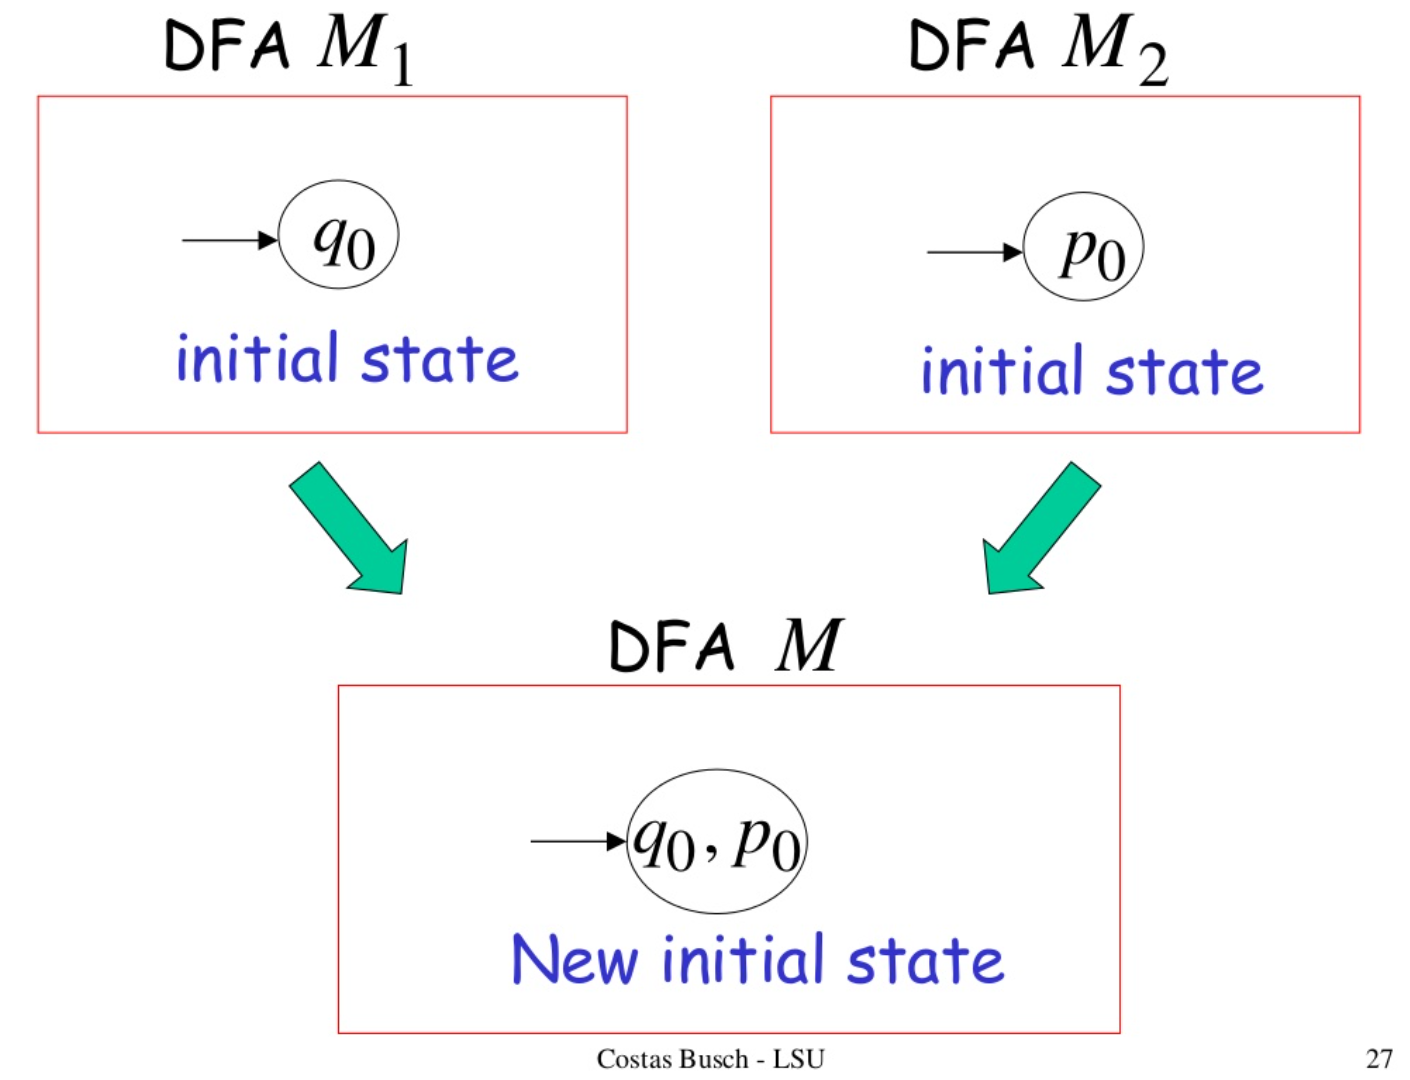 DFA M1
DFA M2
q0
p0
initial state
initial state
DFA M
q0, p0
New initial state
Costas Busch - LSU
27